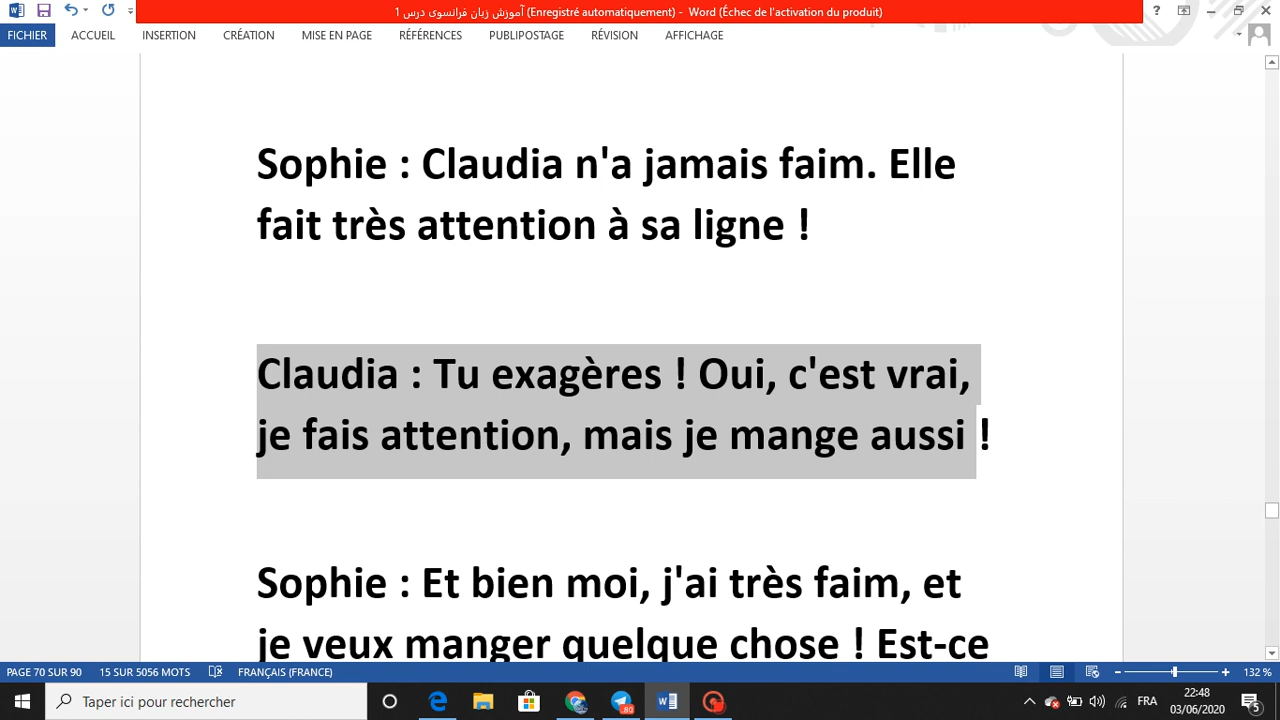 آموزش زبان فرانسوی درس 1 (Enregistré automatiquement) - Word (Échec de l'activation du produit)
?
FICHIER ACCUEIL INSERTION CRÉATION MISE EN PAGE RÉFÉRENCES PUBLIPOSTAGE RÉVISION AFFICHAGE
Sophie : Claudia n'a jamais faim. Elle
fait très attention à sa ligne !
Claudia : Tu exagères ! Oui, c'est vrai,
je fais attention, mais je mange aussi !
Sophie : Et bien moi, j'ai très faim, et
je veux manger quelque chose ! Est-ce
PAGE 70 SUR 90 15 SUR 5056 MOTS FRANÇAIS (FRANCE) 132 %
Taper ici pour rechercher 80 FRA 22:48
03/06/2020 5